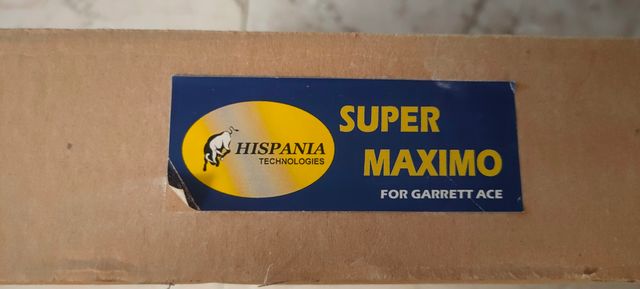 HISPANIA
TECHNOLOGIES
SUPER
MAXIMO
FOR GARRETT ACE